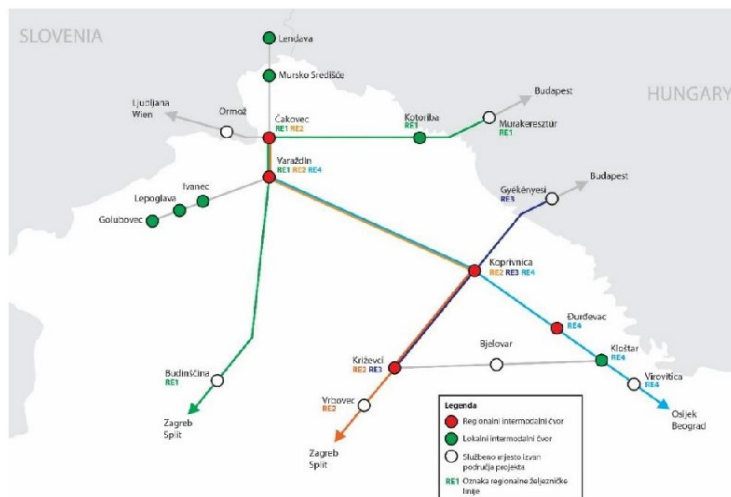 SLOVENIA
Lendava
Mursko Središće
Ljubljana
Wien
Ormož
Čakovec
RE1 RE2
Kotoriba
RE1
Budapest
Murakeresztúr
RE1
HUNGARY
Varaždin
RE1 RE2 RE4
Ivanec
Lepoglava
Golubovec
Gyékényesi
RE3
Budapest
Koprivnica
RE2 RE3 RE4
Đurđevac
RE4
Kloštar
RE4
Bjelovar
Virovitica
RE4
Križevci
RE2 RE3
Budinščina
RE1
Vrbovec
RE2
Zagreb
Split
Zagreb
Split
Osijek
Beograd
Legenda
Regionalni intermodalni čvor
Lokalni intermodalni čvor
Službeno mjesto izvan
područja projekta
RE1 Oznaka regionalne željezničke
linije